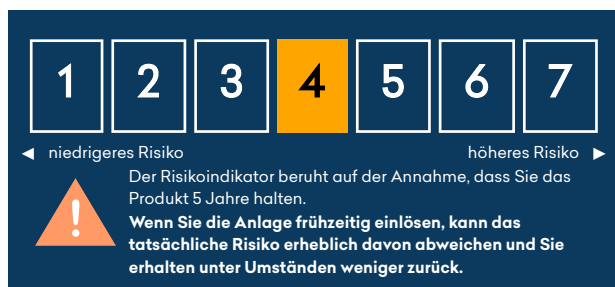 1 2 3 4 5 6 7
◄ niedrigeres Risiko höheres Risiko ►
Der Risikoindikator beruht auf der Annahme, dass Sie das
Produkt 5 Jahre halten.
Wenn Sie die Anlage frühzeitig einlösen, kann das
tatsächliche Risiko erheblich davon abweichen und Sie
erhalten unter Umständen weniger zurück.
!